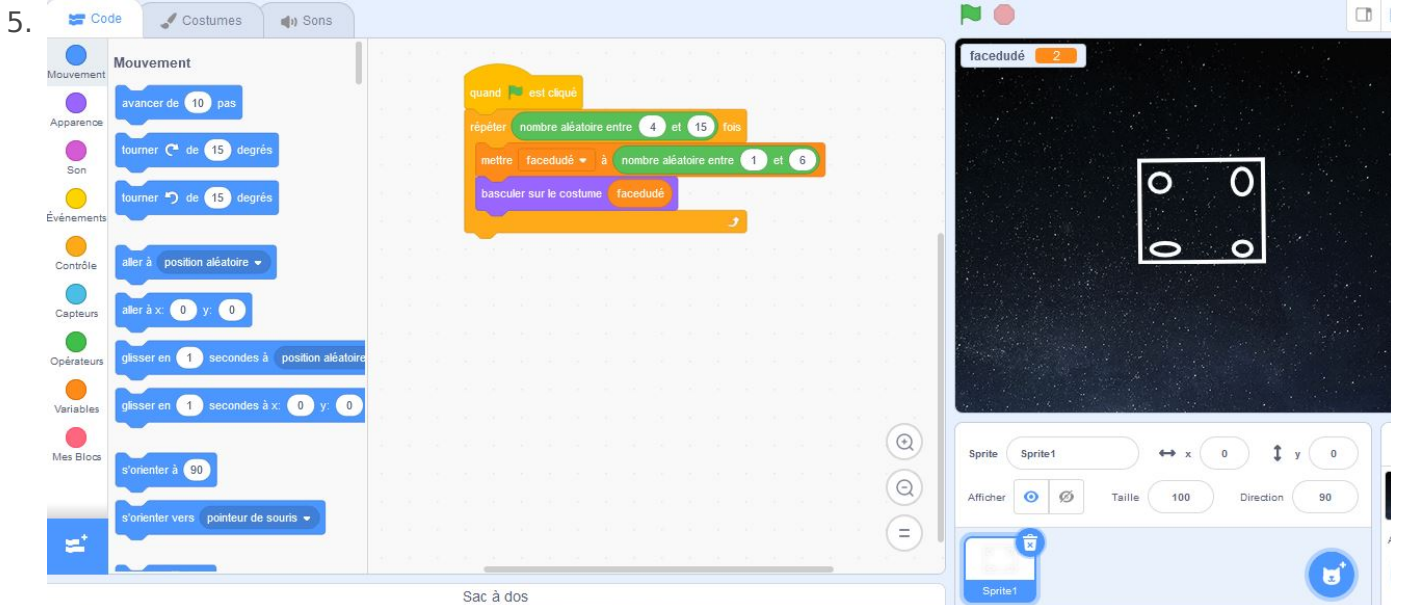 5.
Code Costumes Sons
Mouvement
Apparence
Son
Événements
Contrôle
Capteurs
Opérateurs
Variables
Mes Blocs
Mouvement
avancer de 10 pas
tourner de 15 degrés
tourner de 15 degrés
aller à position aléatoire
aller à x: 0 y: 0
glisser en 1 secondes à position aléatoire
glisser en 1 secondes à x: 0 y: 0
s'orienter à 90
s'orienter vers pointeur de souris
quand est cliqué
répéter nombre aléatoire entre 4 et 15 fois
mettre facedudé à nombre aléatoire entre 1 et 6
basculer sur le costume facedudé
Sac à dos
facedudé 2
Sprite Sprite1 x 0 y 0
Afficher Taille 100 Direction 90
Sprite1